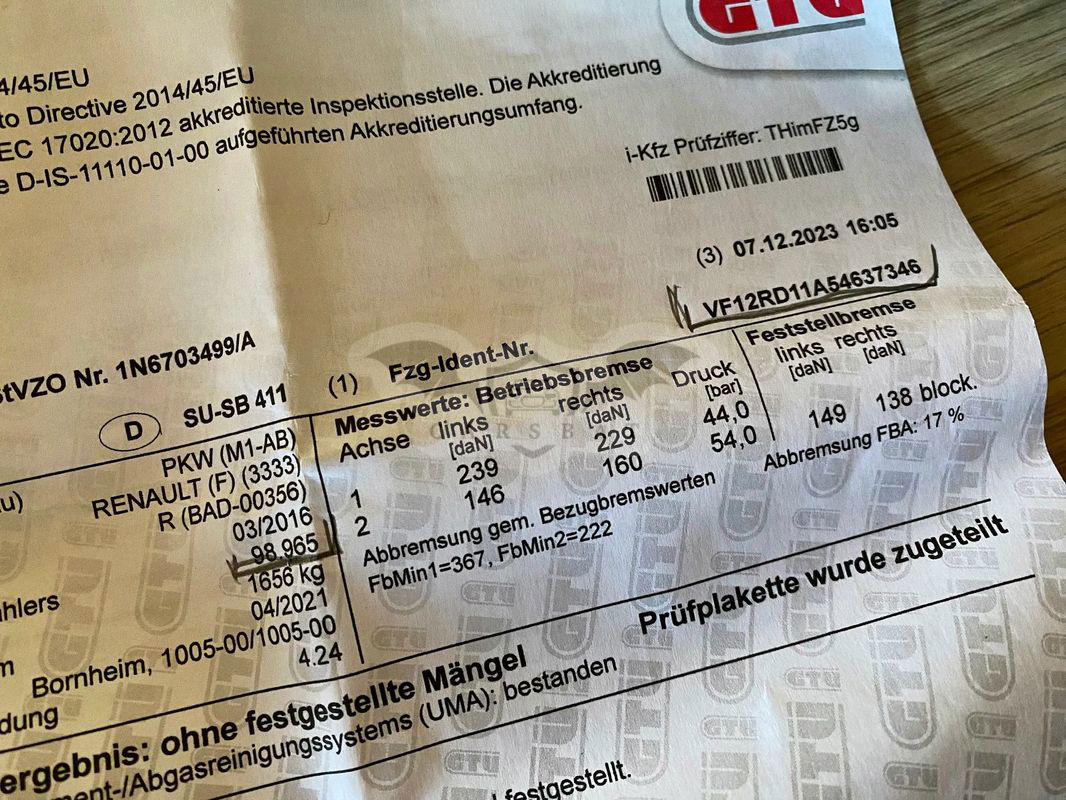 GTÜ
4/45/EU
to Directive 2014/45/EU
EC 17020:2012 akkreditierte Inspektionsstelle. Die Akkreditierung
e D-IS-11110-01-00 aufgeführten Akkreditierungsumfang.
i-Kfz Prüfziffer: THimFZ5g
(3) 07.12.2023 16:05
StVZO Nr. 1N6703499/A
(1) Fzg-Ident-Nr. VF12RD11A54637346
D SU-SB 411
PKW (M1-AB)
RENAULT (F) (3333)
R (BAD-00356)
03/2016
98.965
1656 kg
04/2021
Bornheim, 1005-00/1005-00
4.24
hlers
dung
Messwerte: Betriebsbremse Feststellbremse
Achse links rechts Druck links rechts
[daN] [daN] [bar] [daN] [daN]
1 239 229 44,0 149 138 block.
2 146 160 54,0 Abbremsung FBA: 17 %
Abbremsung gem. Bezugbremswerten
FbMin1=367, FbMin2=222
Prüfplakette wurde zugeteilt
ergebnis: ohne festgestellte Mängel
ment-/Abgasreinigungssystems (UMA): bestanden
festgestellt.
CARSBAT